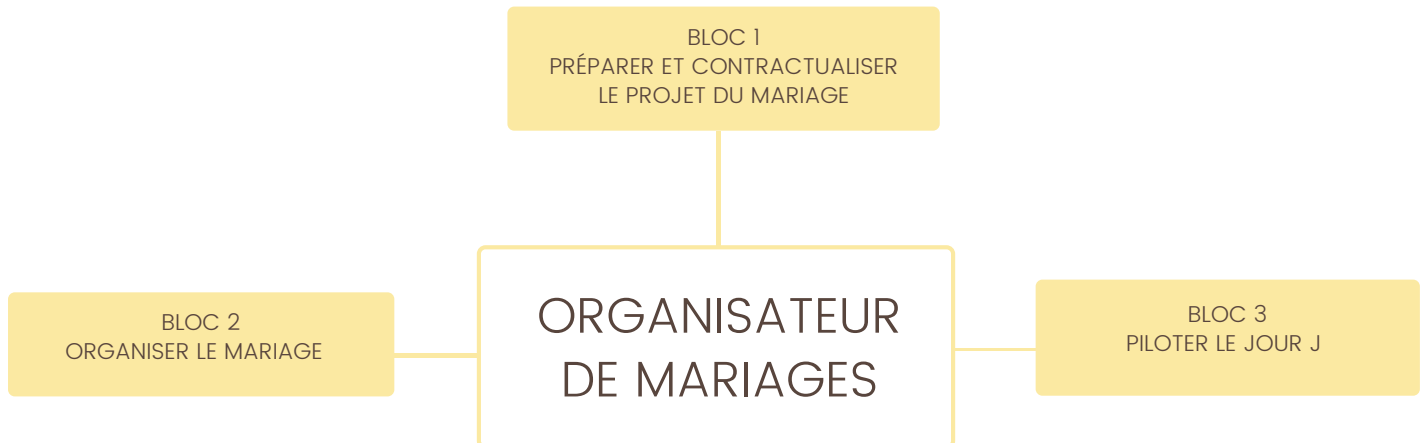 BLOC 1
PRÉPARER ET CONTRACTUALISER
LE PROJET DU MARIAGE
ORGANISATEUR
DE MARIAGES
BLOC 2
ORGANISER LE MARIAGE
BLOC 3
PILOTER LE JOUR J